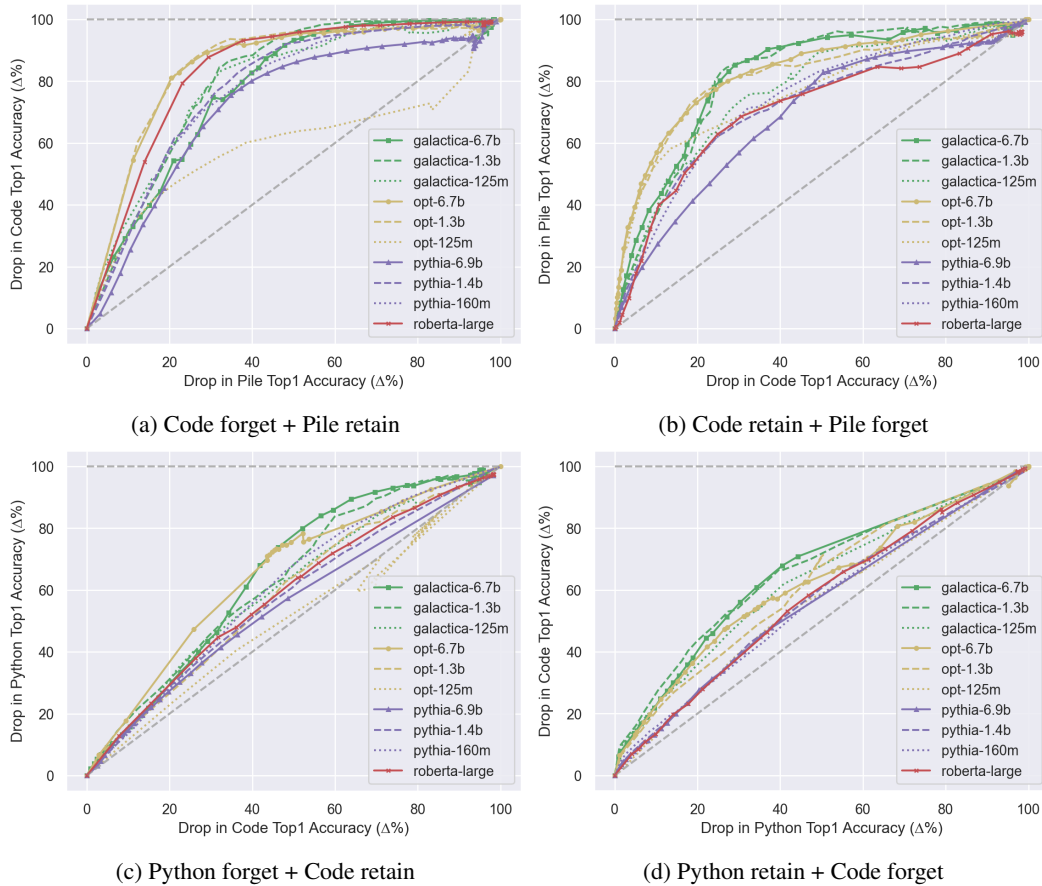 100
80
60
40
20
0
Drop in Code Top1 Accuracy (Δ%)
galactica-6.7b
galactica-1.3b
galactica-125m
opt-6.7b
opt-1.3b
opt-125m
pythia-6.9b
pythia-1.4b
pythia-160m
roberta-large
0 20 40 60 80 100
Drop in Pile Top1 Accuracy (Δ%)
(a) Code forget + Pile retain
100
80
60
40
20
0
Drop in Pile Top1 Accuracy (Δ%)
galactica-6.7b
galactica-1.3b
galactica-125m
opt-6.7b
opt-1.3b
opt-125m
pythia-6.9b
pythia-1.4b
pythia-160m
roberta-large
0 20 40 60 80 100
Drop in Code Top1 Accuracy (Δ%)
(b) Code retain + Pile forget
100
80
60
40
20
0
Drop in Python Top1 Accuracy (Δ%)
galactica-6.7b
galactica-1.3b
galactica-125m
opt-6.7b
opt-1.3b
opt-125m
pythia-6.9b
pythia-1.4b
pythia-160m
roberta-large
0 20 40 60 80 100
Drop in Code Top1 Accuracy (Δ%)
(c) Python forget + Code retain
100
80
60
40
20
0
Drop in Code Top1 Accuracy (Δ%)
galactica-6.7b
galactica-1.3b
galactica-125m
opt-6.7b
opt-1.3b
opt-125m
pythia-6.9b
pythia-1.4b
pythia-160m
roberta-large
0 20 40 60 80 100
Drop in Python Top1 Accuracy (Δ%)
(d) Python retain + Code forget